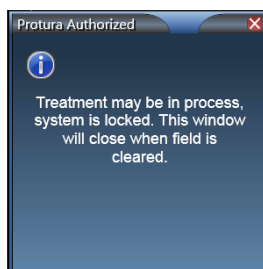 Protura Authorized
Treatment may be in process,
system is locked. This window
will close when field is
cleared.